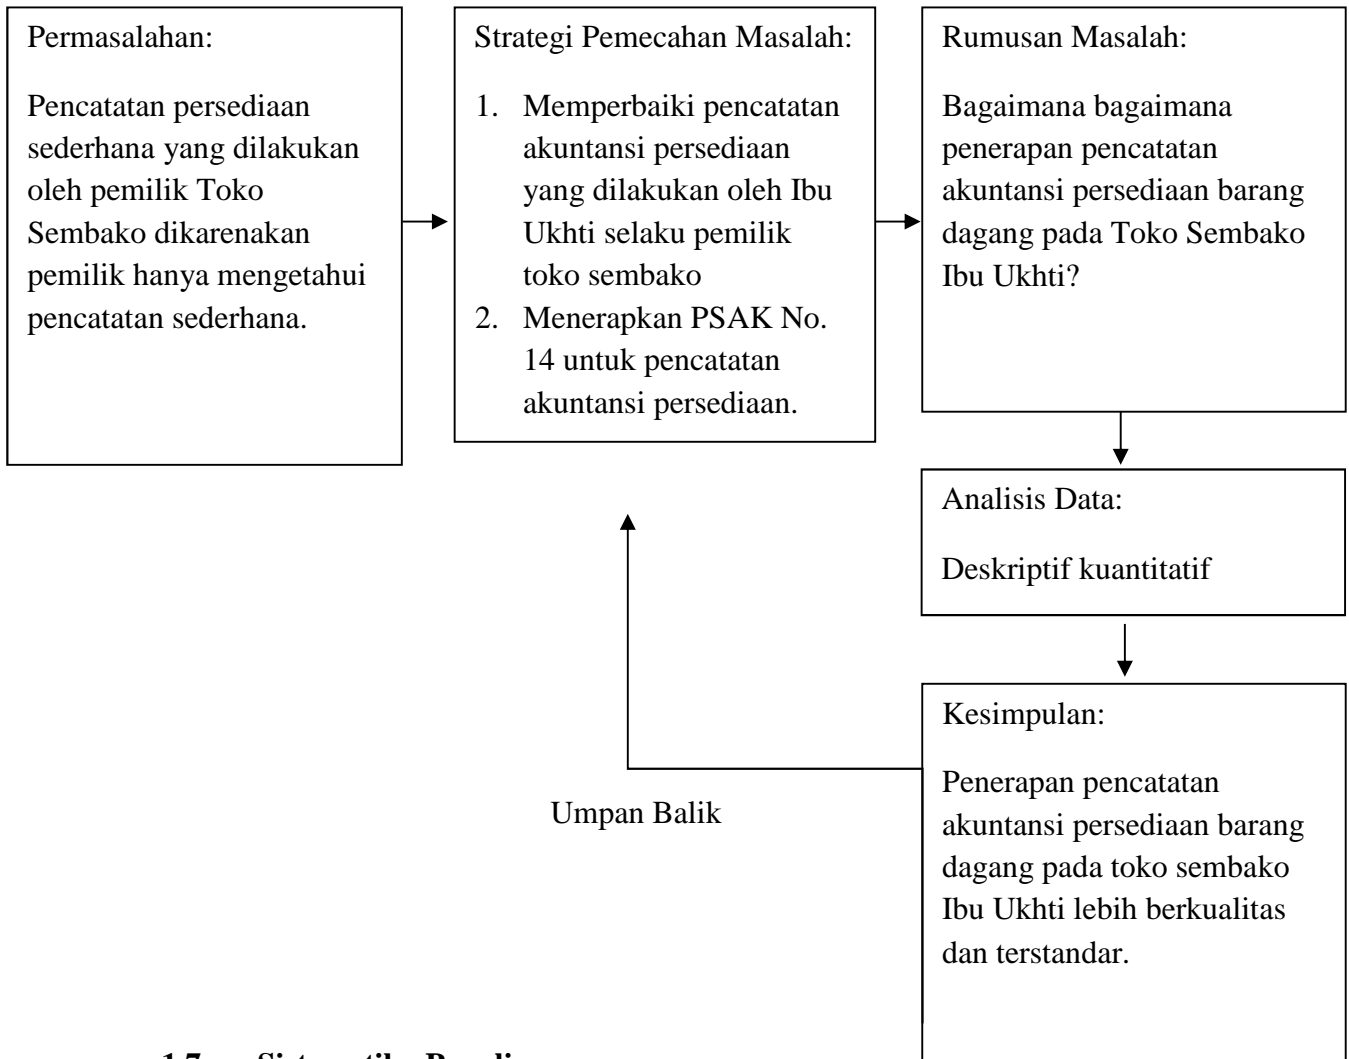 Permasalahan:
Pencatatan persediaan
sederhana yang dilakukan
oleh pemilik Toko
Sembako dikarenakan
pemilik hanya mengetahui
pencatatan sederhana.
Strategi Pemecahan Masalah:
1. Memperbaiki pencatatan
akuntansi persediaan
yang dilakukan oleh Ibu
Ukhti selaku pemilik
toko sembako
2. Menerapkan PSAK No.
14 untuk pencatatan
akuntansi persediaan.
Rumusan Masalah:
Bagaimana bagaimana
penerapan pencatatan
akuntansi persediaan barang
dagang pada Toko Sembako
Ibu Ukhti?
Analisis Data:
Deskriptif kuantitatif
Kesimpulan:
Penerapan pencatatan
akuntansi persediaan barang
dagang pada toko sembako
Ibu Ukhti lebih berkualitas
dan terstandar.
Umpan Balik